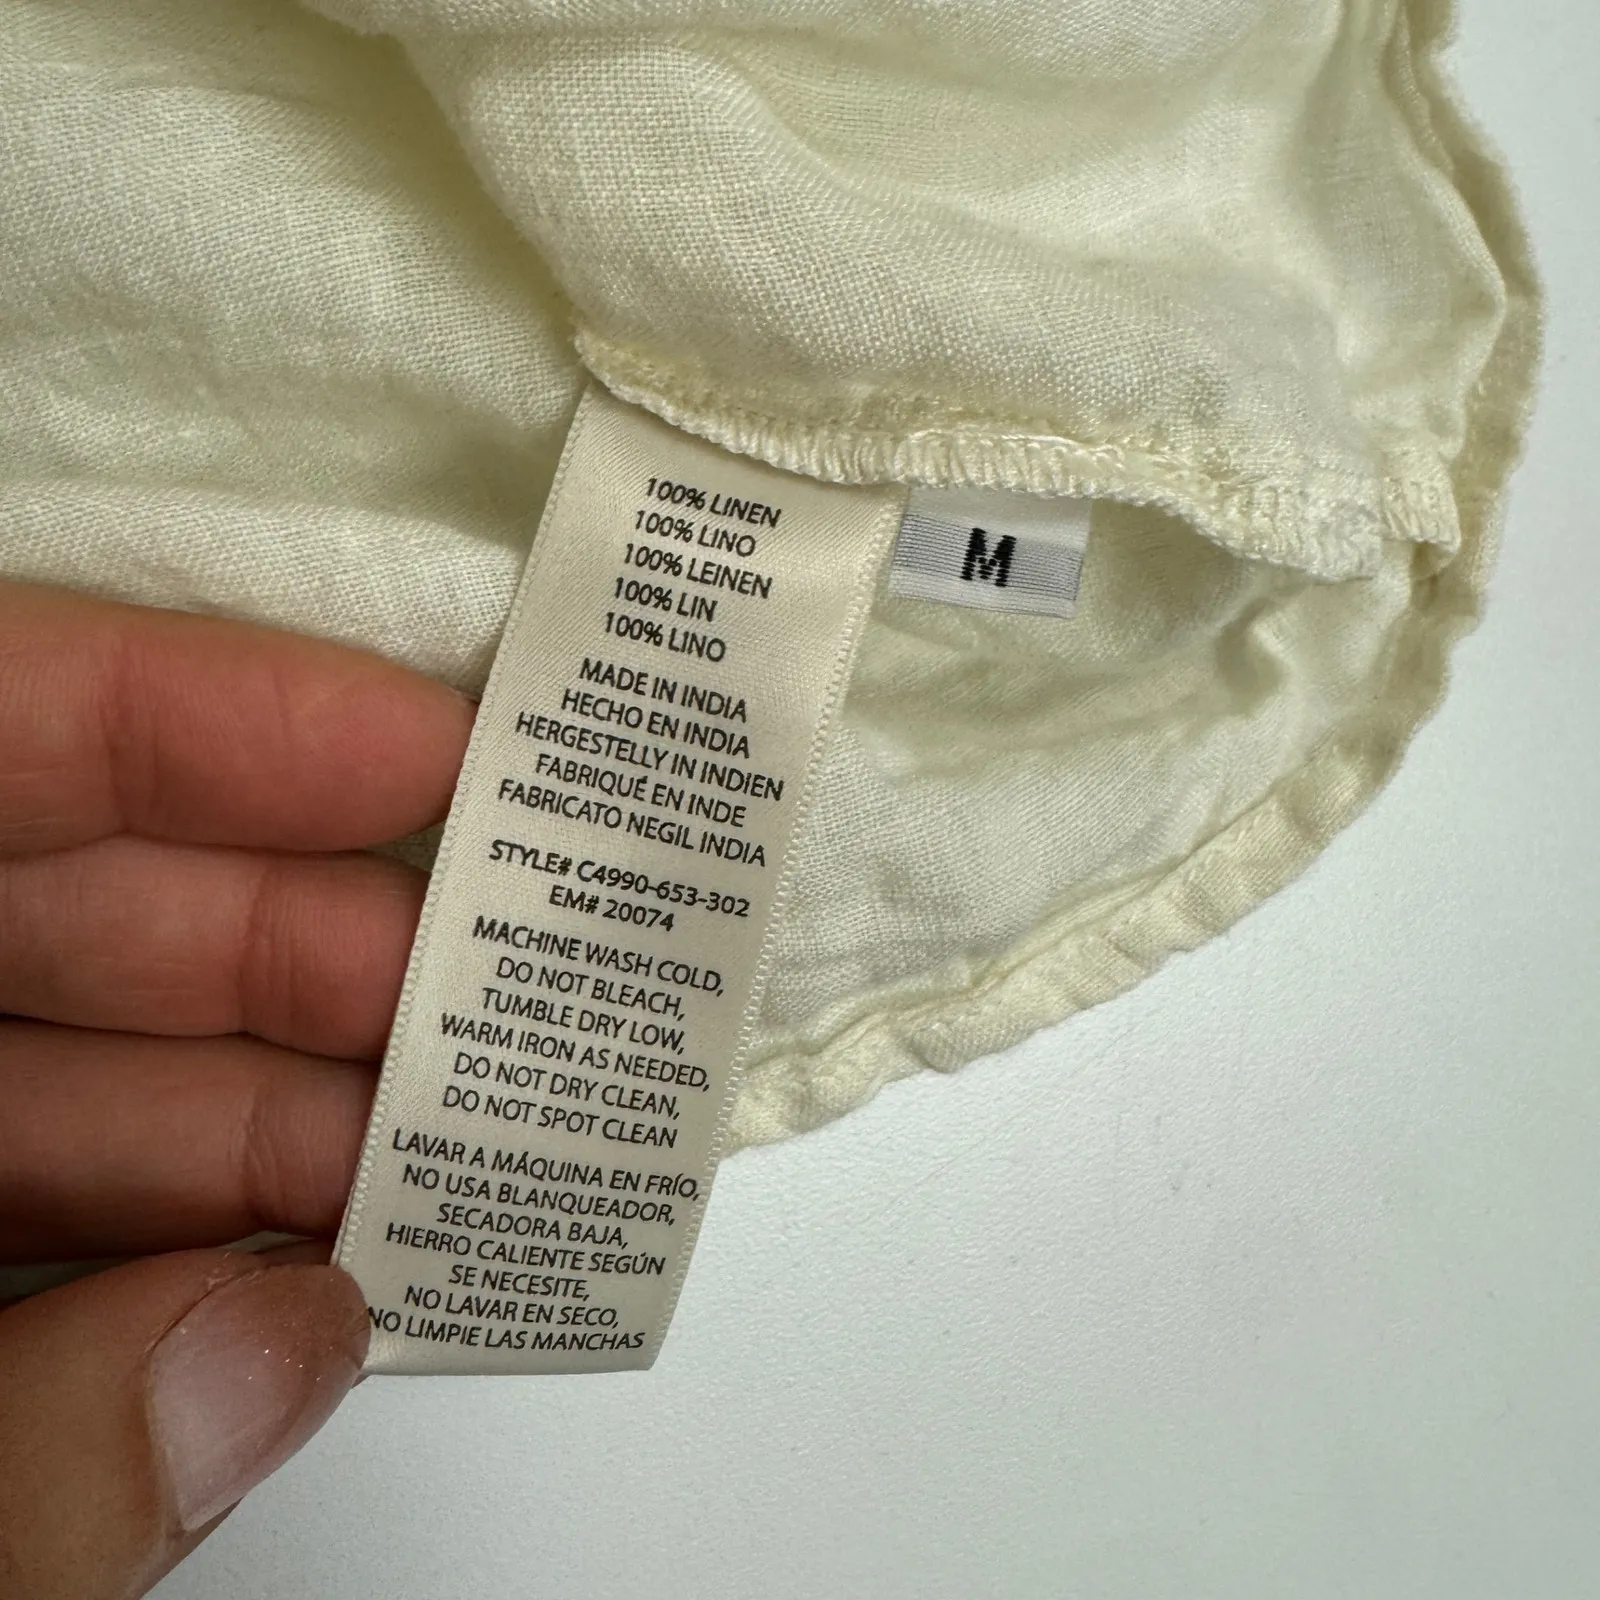 100% LINEN
100% LINO
100% LEINEN
100% LIN
100% LINO
MADE IN INDIA
HECHO EN INDIA
HERGESTELLY IN INDIEN
FABRIQUÉ EN INDE
FABRICATO NEGIL INDIA
STYLE# C4990-653-302
EM# 20074
MACHINE WASH COLD,
DO NOT BLEACH,
TUMBLE DRY LOW,
WARM IRON AS NEEDED,
DO NOT DRY CLEAN,
DO NOT SPOT CLEAN
LAVAR A MÁQUINA EN FRÍO,
NO USA BLANQUEADOR,
SECADORA BAJA,
HIERRO CALIENTE SEGÚN
SE NECESITE,
NO LAVAR EN SECO,
NO LIMPIE LAS MANCHAS
M